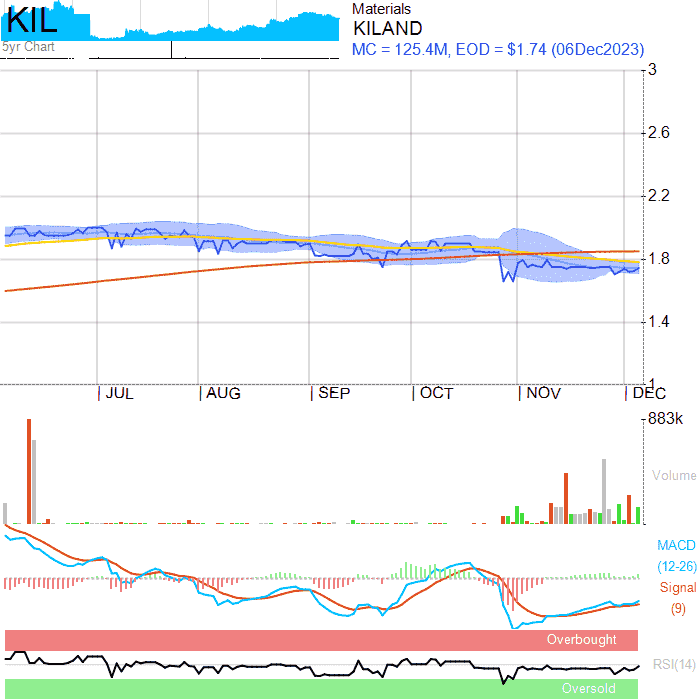 KIL
5yr Chart
Materials
KILAND
MC = 125.4M, EOD = $1.74 (06Dec2023)
3
2.6
2.2
1.8
1.4
1
JUL AUG SEP OCT NOV DEC
883k
Volume
MACD
(12-26)
Signal
(9)
Overbought
RSI(14)
Oversold